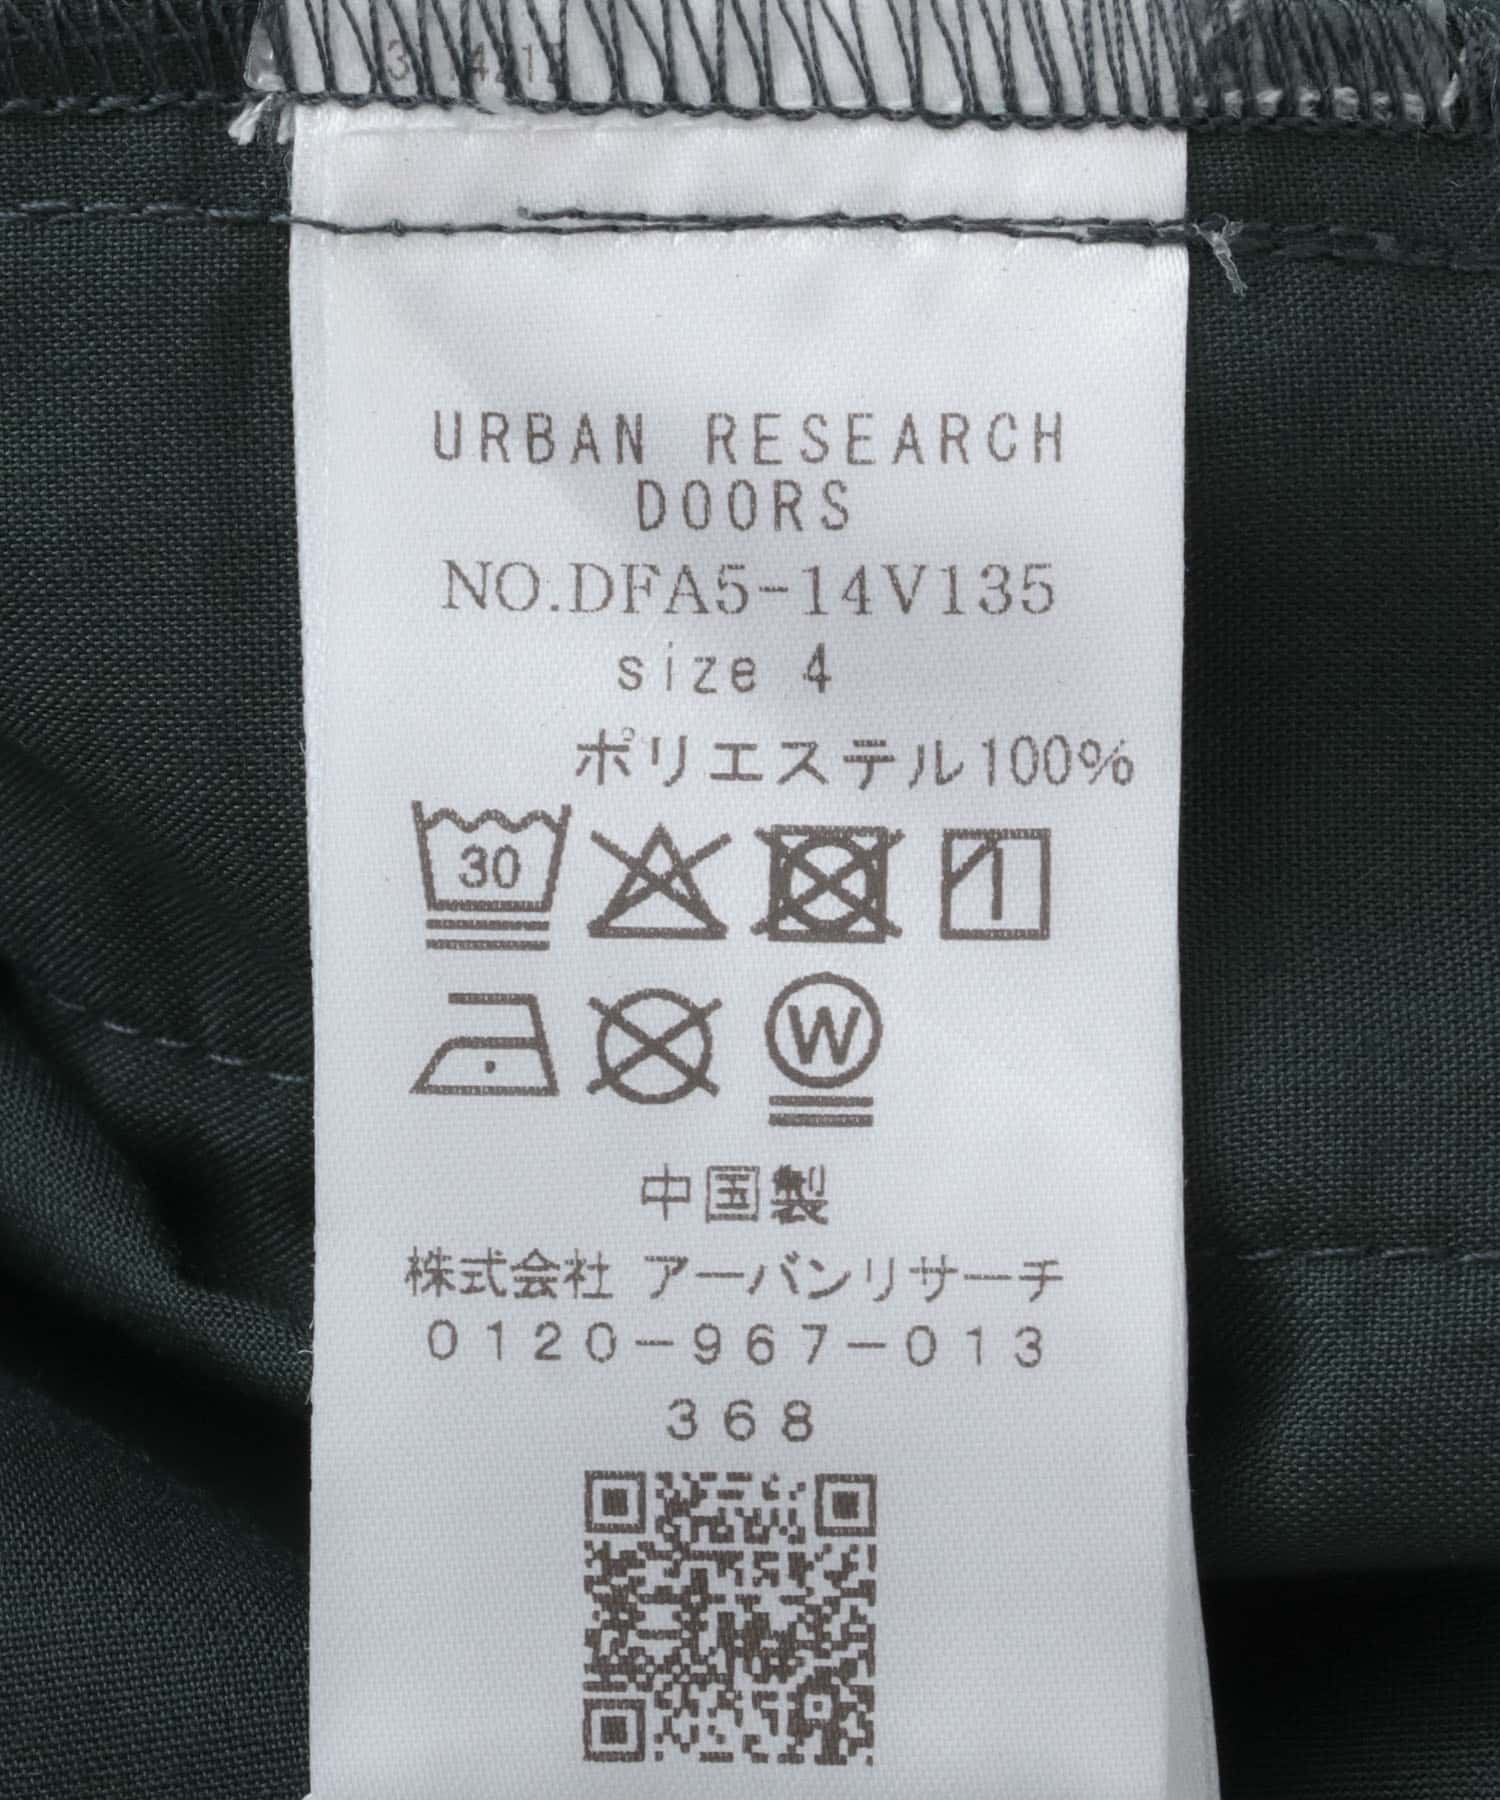 URBAN RESEARCH
DOORS
NO.DFA5-14V135
size 4
ポリエステル100%
30
W
中国製
株式会社 アーバンリサーチ
0120-967-013
368